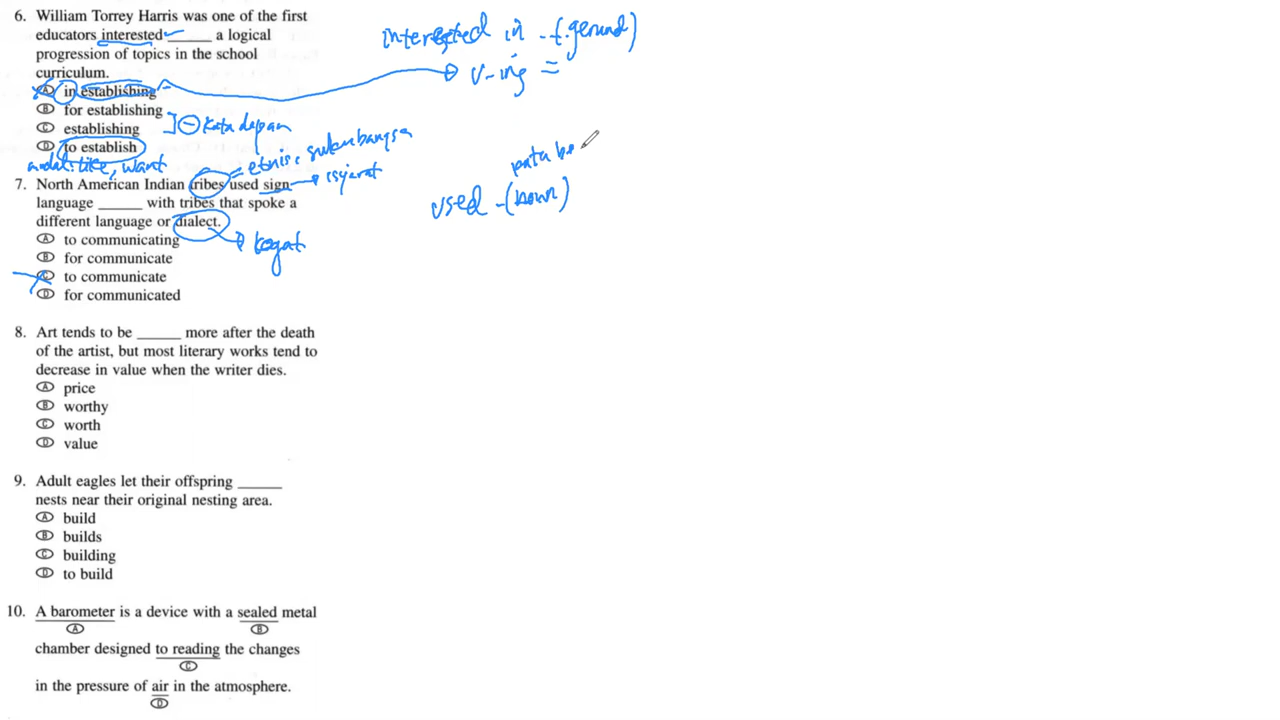 6. William Torrey Harris was one of the first
educators interested ______ a logical
progression of topics in the school
curriculum.
A in establishing
B for establishing
C establishing
D to establish
interested in - (gerund)
v-ing =
] ⊖ kata depan
modal: like, want
= etnis: suku bangsa
isyarat
7. North American Indian tribes used sign
language ______ with tribes that spoke a
different language or dialect.
A to communicating
B for communicate
C to communicate
D for communicated
logat
kata be
used - (noun)
8. Art tends to be ______ more after the death
of the artist, but most literary works tend to
decrease in value when the writer dies.
A price
B worthy
C worth
D value
9. Adult eagles let their offspring ______
nests near their original nesting area.
A build
B builds
C building
D to build
10. A barometer is a device with a sealed metal
A B
chamber designed to reading the changes
C
in the pressure of air in the atmosphere.
D